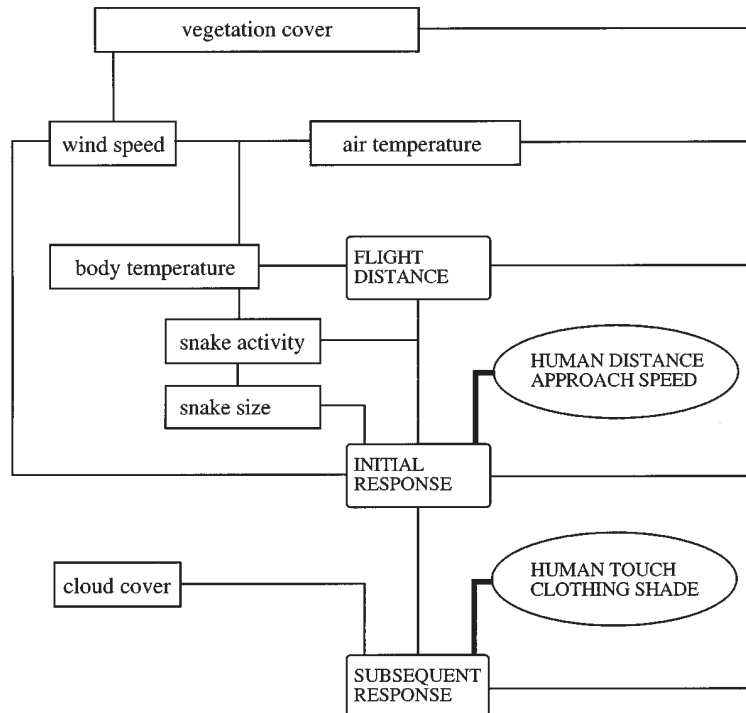 vegetation cover
wind speed
air temperature
body temperature
FLIGHT
DISTANCE
snake activity
HUMAN DISTANCE
APPROACH SPEED
snake size
INITIAL
RESPONSE
cloud cover
HUMAN TOUCH
CLOTHING SHADE
SUBSEQUENT
RESPONSE